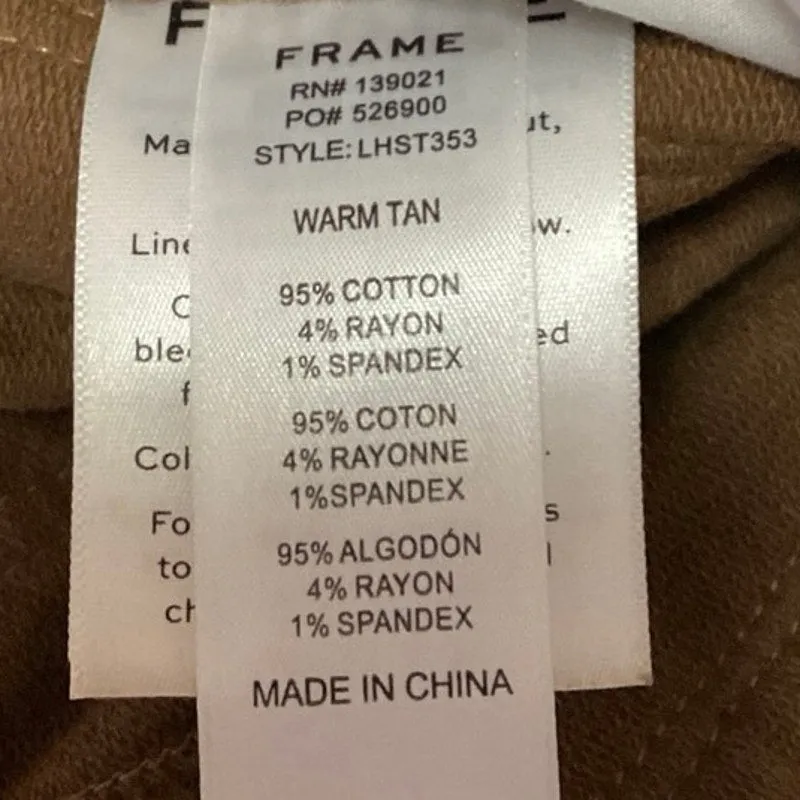 FRAME
RN# 139021
PO# 526900
STYLE: LHST353
WARM TAN
95% COTTON
4% RAYON
1% SPANDEX
95% COTON
4% RAYONNE
1%SPANDEX
95% ALGODÓN
4% RAYON
1% SPANDEX
MADE IN CHINA